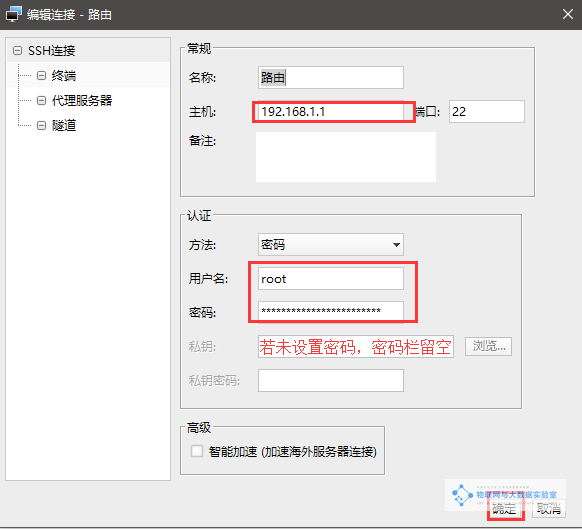 编辑连接 - 路由
SSH连接
终端
代理服务器
隧道
常规
名称: 路由
主机: 192.168.1.1 端口: 22
备注:
认证
方法: 密码
用户名: root
密码: ************************
私钥: 若未设置密码，密码栏留空 浏览...
私钥密码:
高级
智能加速 (加速海外服务器连接)
物联网与大数据实验室
确定 取消